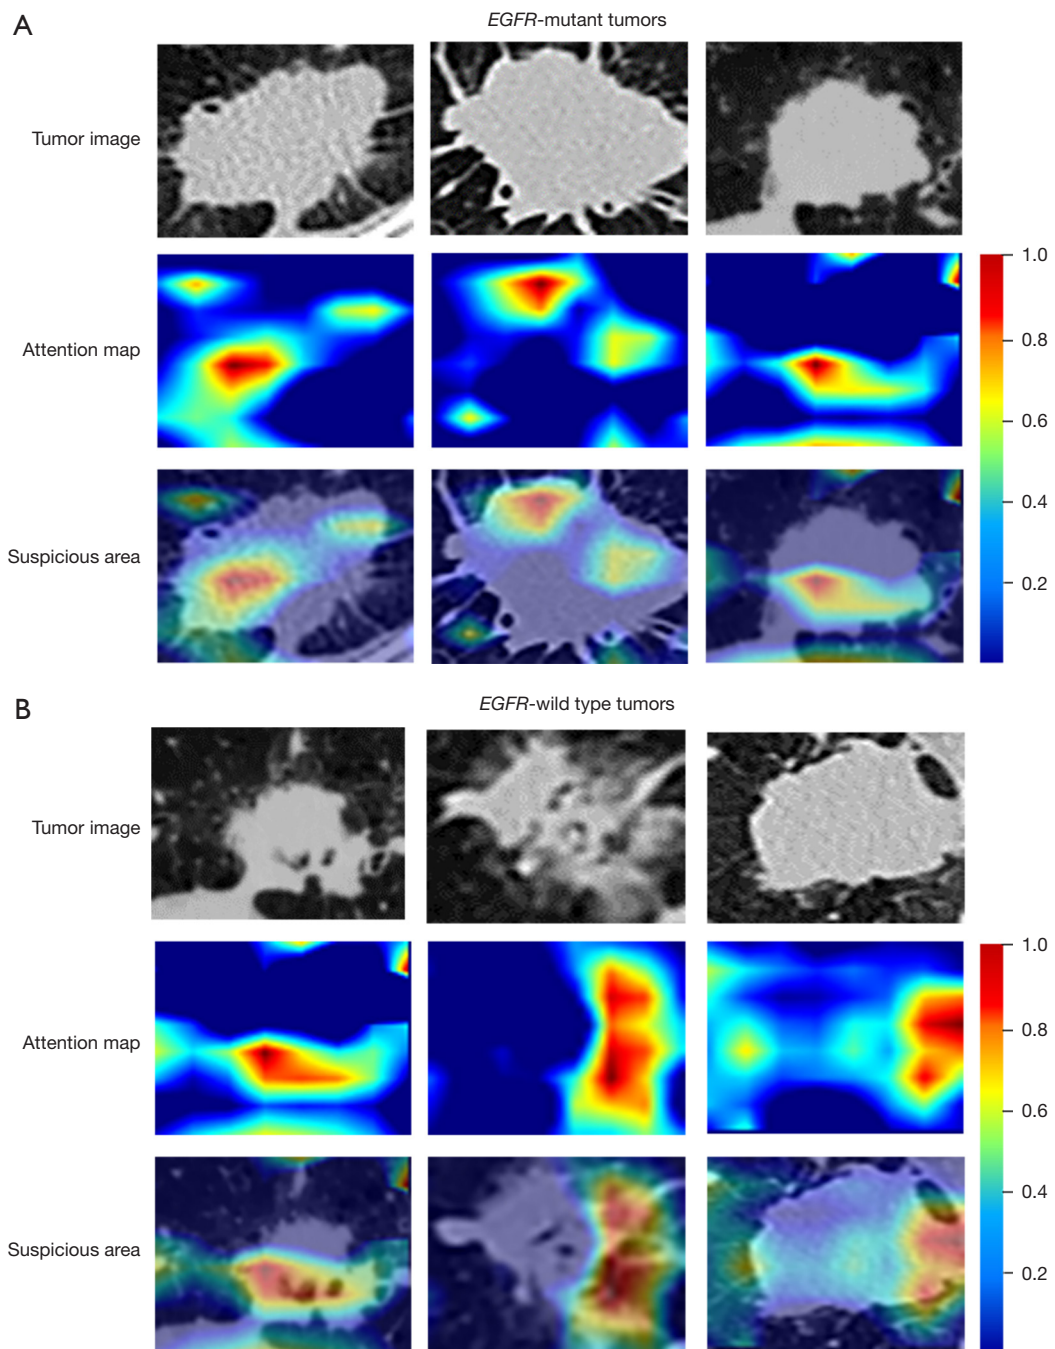 A
EGFR-mutant tumors
Tumor image
Attention map
Suspicious area
1.0
0.8
0.6
0.4
0.2
B
EGFR-wild type tumors
Tumor image
Attention map
Suspicious area
1.0
0.8
0.6
0.4
0.2